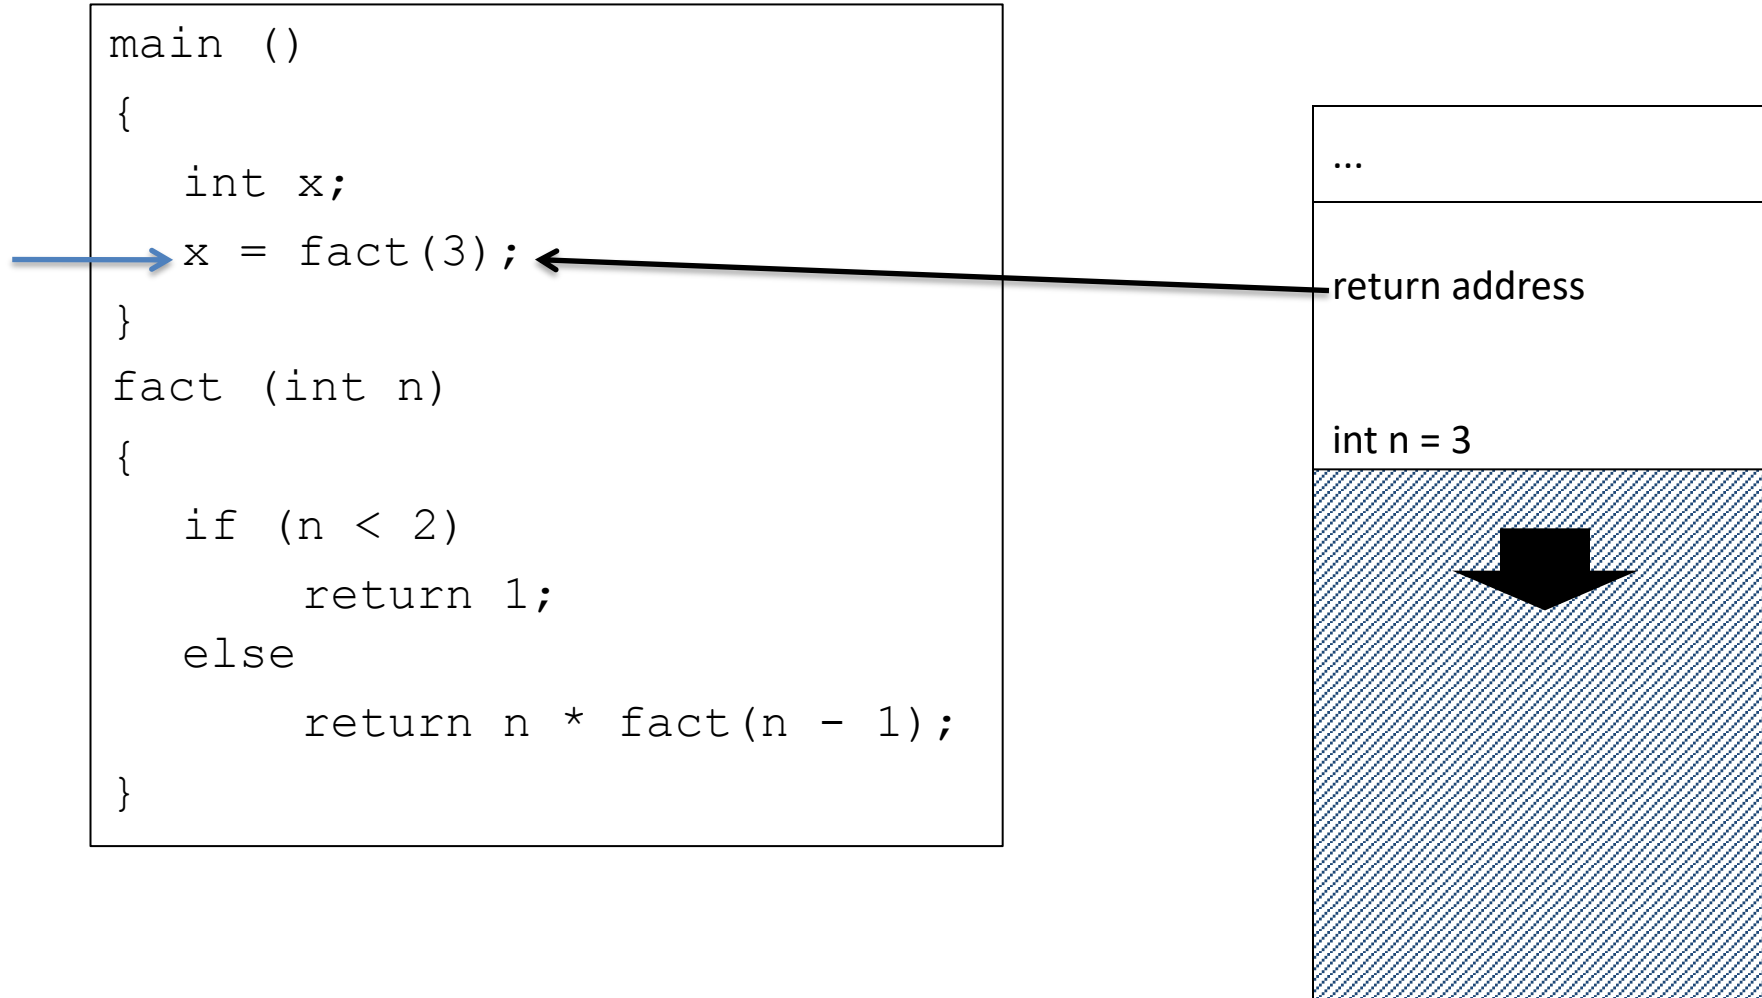 main ()
{
int x;
x = fact(3);
}
fact (int n)
{
if (n < 2)
return 1;
else
return n * fact(n - 1);
}
...
return address
int n = 3